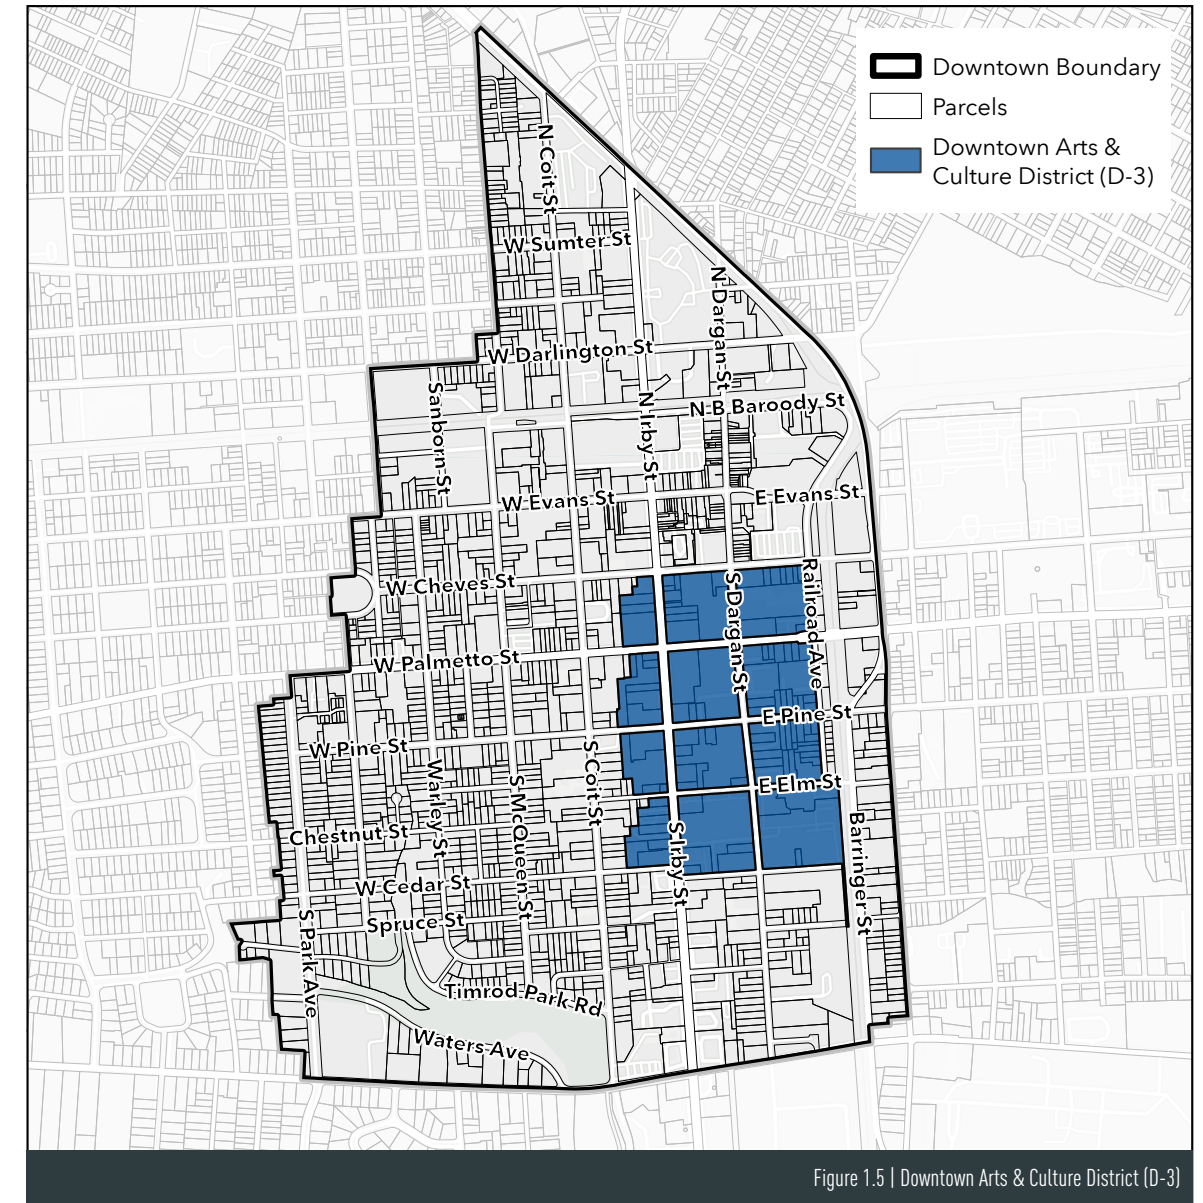 Downtown Boundary
Parcels
Downtown Arts &
Culture District (D-3)
N Coit St
W Sumter St
N Dargan St
W Darlington St
Sanborn St
N Irby St
N B Baroody St
W Evans St
E Evans St
W Cheves St
S Dargan St
Railroad Ave
W Palmetto St
E Pine St
W Pine St
S Coit St
Warley St
S McQueen St
E Elm St
Chestnut St
S Irby St
Barringer St
W Cedar St
Spruce St
S Park Ave
Timrod Park Rd
Waters Ave
Figure 1.5 | Downtown Arts & Culture District (D-3)